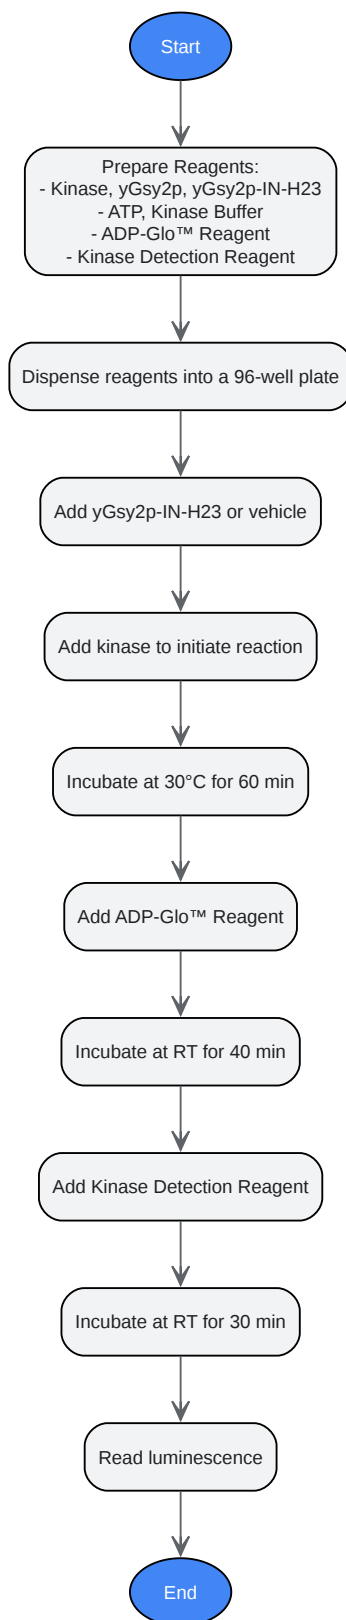 Start
Prepare Reagents:
- Kinase, yGsy2p, yGsy2p-IN-H23
- ATP, Kinase Buffer
- ADP-Glo™ Reagent
- Kinase Detection Reagent
Dispense reagents into a 96-well plate
Add yGsy2p-IN-H23 or vehicle
Add kinase to initiate reaction
Incubate at 30°C for 60 min
Add ADP-Glo™ Reagent
Incubate at RT for 40 min
Add Kinase Detection Reagent
Incubate at RT for 30 min
Read luminescence
End